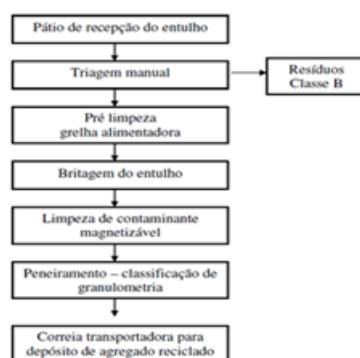 Pátio de recepção do entulho
Triagem manual
Resíduos
Classe B
Pré limpeza
grelha alimentadora
Britagem do entulho
Limpeza de contaminante
magnetizável
Peneiramento – classificação de
granulometria
Correia transportadora para
depósito de agregado reciclado